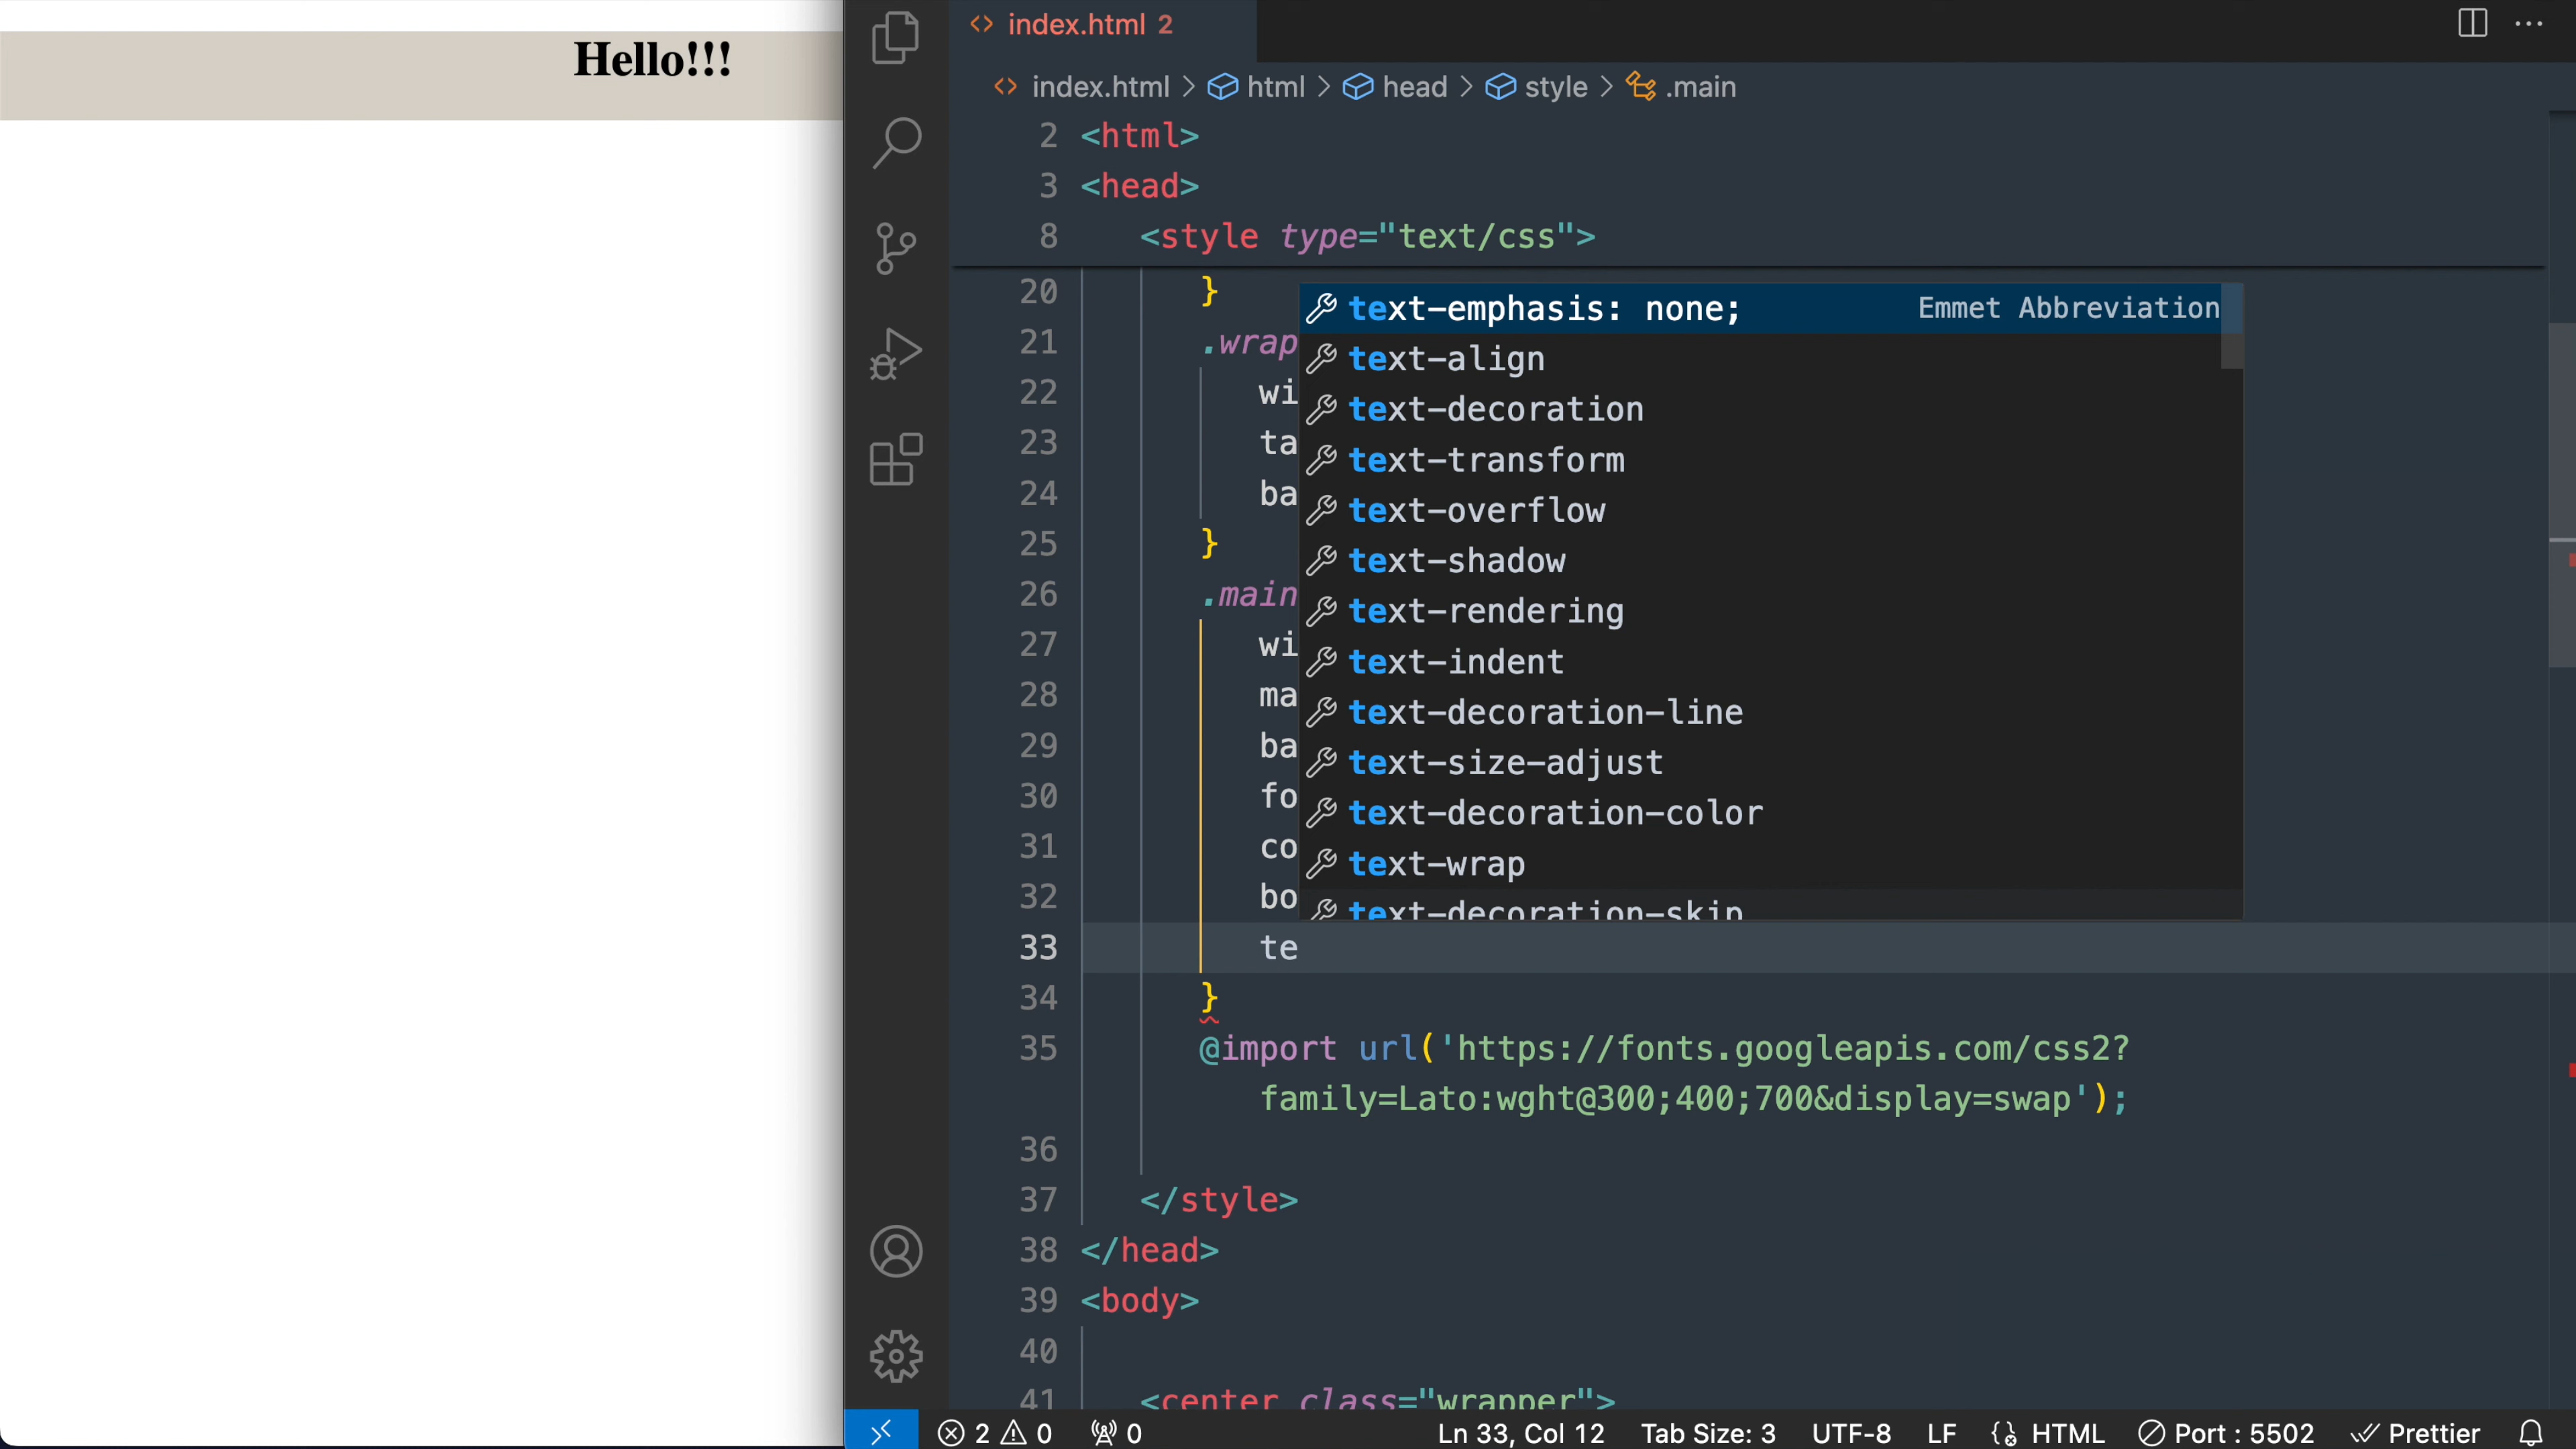 Hello!!!
index.html 2
index.html > html > head > style > .main
2 <html>
3 <head>
8 <style type="text/css">
20 }
21 .wrap
22 wi
23 ta
24 ba
25 }
26 .main
27 wi
28 ma
29 ba
30 fo
31 co
32 bo
33 te
text-emphasis: none; Emmet Abbreviation
text-align
text-decoration
text-transform
text-overflow
text-shadow
text-rendering
text-indent
text-decoration-line
text-size-adjust
text-decoration-color
text-wrap
text-decoration-skip
34 }
35 @import url('https://fonts.googleapis.com/css2?
family=Lato:wght@300;400;700&display=swap');
36
37 </style>
38 </head>
39 <body>
40
41 <center class="wrapper">
2 0 0 Ln 33, Col 12 Tab Size: 3 UTF-8 LF HTML Port : 5502 Prettier